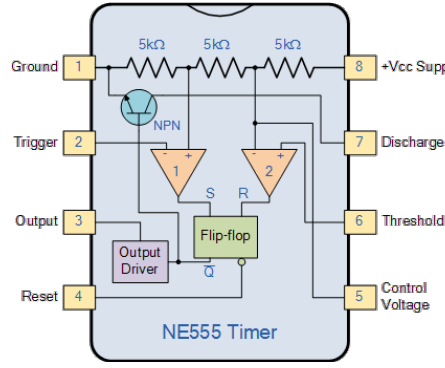 5kΩ 5kΩ 5kΩ
Ground 1
8 +Vcc Supp
NPN
Trigger 2
7 Discharge
- + - +
1 2
S R
Output 3
6 Threshold
Flip-flop
Output
Driver
Q̅
Reset 4
5 Control
Voltage
NE555 Timer